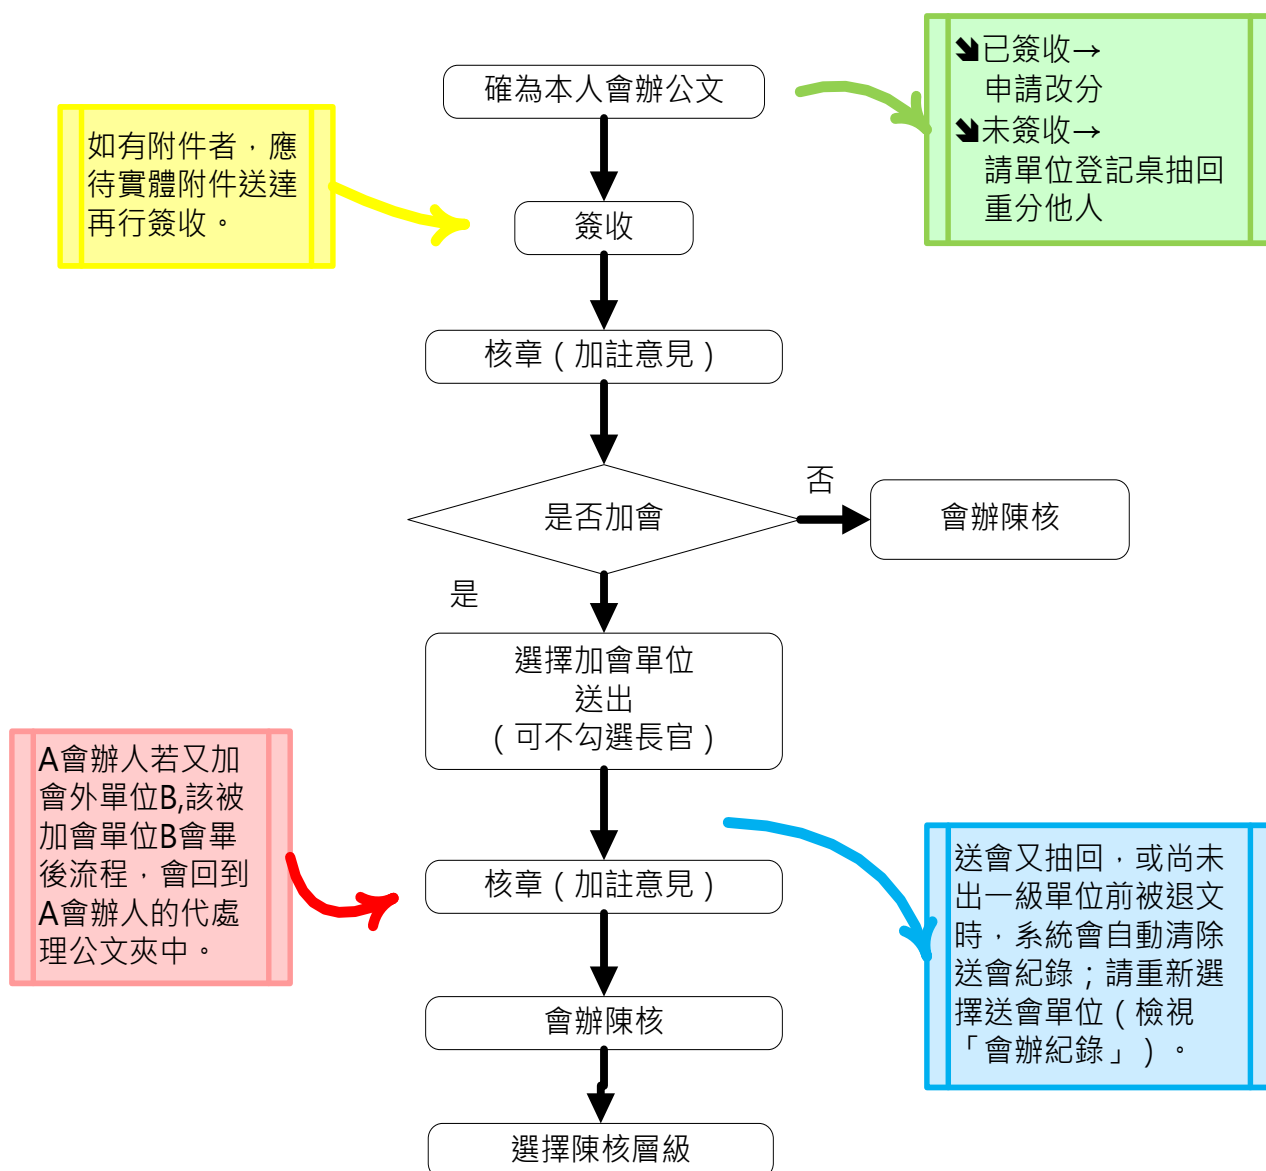 確為本人會辦公文
已簽收→
申請改分
未簽收→
請單位登記桌抽回
重分他人
如有附件者，應
待實體附件送達
再行簽收。
簽收
核章（加註意見）
是否加會
否
會辦陳核
是
選擇加會單位
送出
（可不勾選長官）
A會辦人若又加
會外單位B,該被
加會單位B會畢
後流程，會回到
A會辦人的代處
理公文夾中。
核章（加註意見）
送會又抽回，或尚未
出一級單位前被退文
時，系統會自動清除
送會紀錄；請重新選
擇送會單位（檢視
「會辦紀錄」）。
會辦陳核
選擇陳核層級